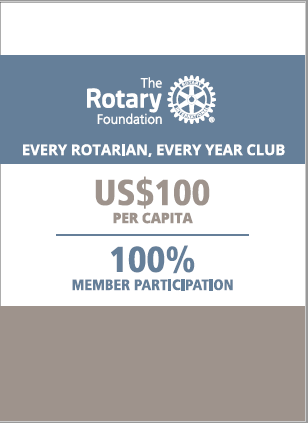 The
Rotary
Foundation
EVERY ROTARIAN, EVERY YEAR CLUB
US$100
PER CAPITA
100%
MEMBER PARTICIPATION